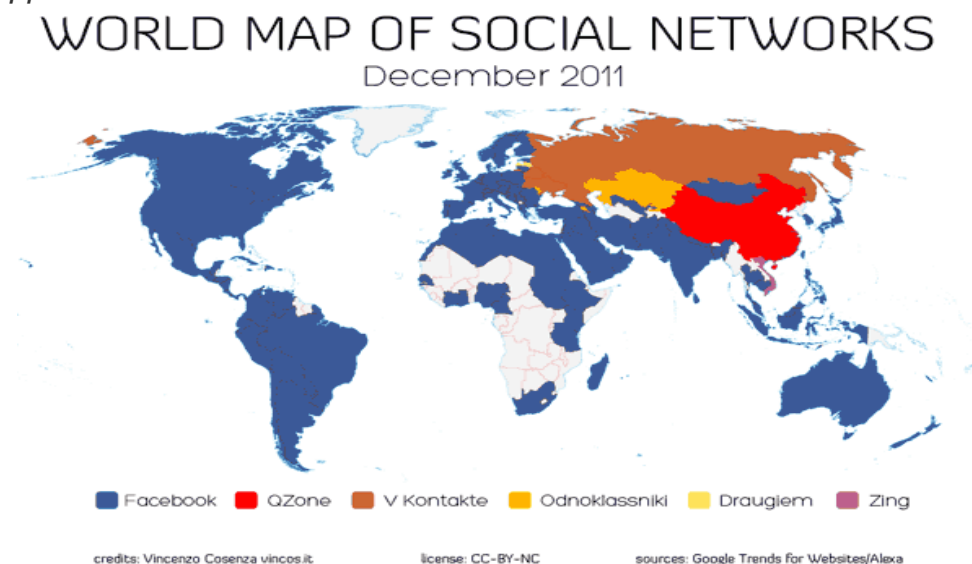 WORLD MAP OF SOCIAL NETWORKS
December 2011
Facebook QZone V Kontakte Odnoklassniki Draugiem Zing
credits: Vincenzo Cosenza vincos.it license: CC-BY-NC sources: Google Trends for Websites/Alexa